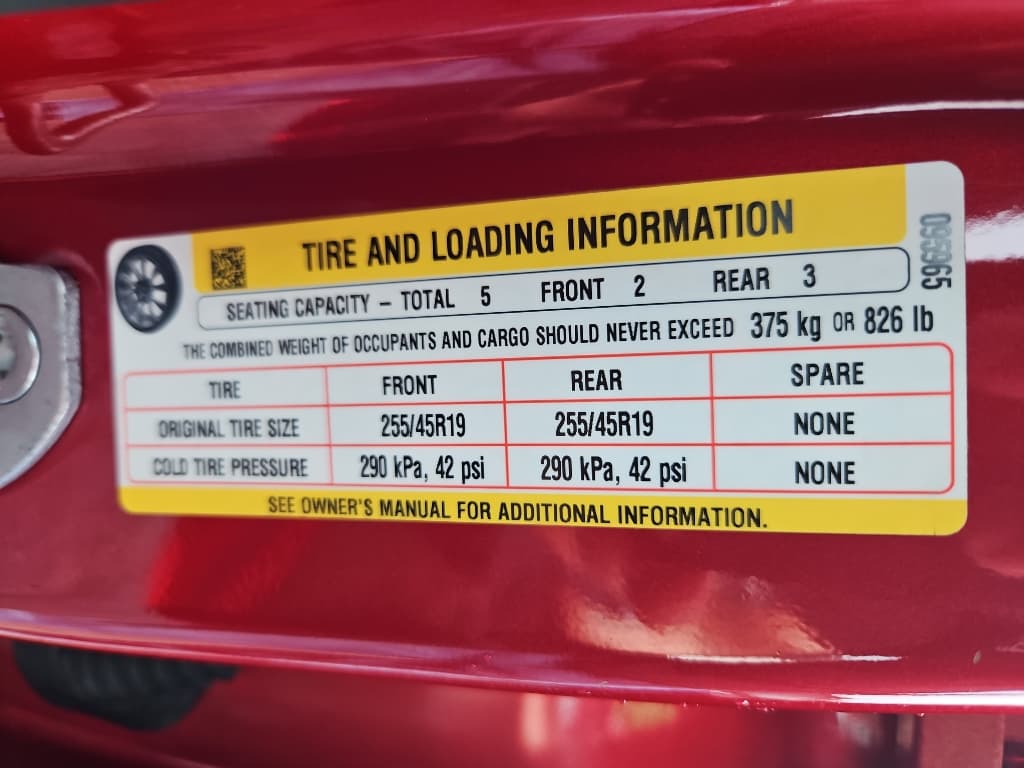 TIRE AND LOADING INFORMATION
SEATING CAPACITY – TOTAL 5 FRONT 2 REAR 3
THE COMBINED WEIGHT OF OCCUPANTS AND CARGO SHOULD NEVER EXCEED 375 kg OR 826 lb
TIRE FRONT REAR SPARE
ORIGINAL TIRE SIZE 255/45R19 255/45R19 NONE
COLD TIRE PRESSURE 290 kPa, 42 psi 290 kPa, 42 psi NONE
SEE OWNER'S MANUAL FOR ADDITIONAL INFORMATION.